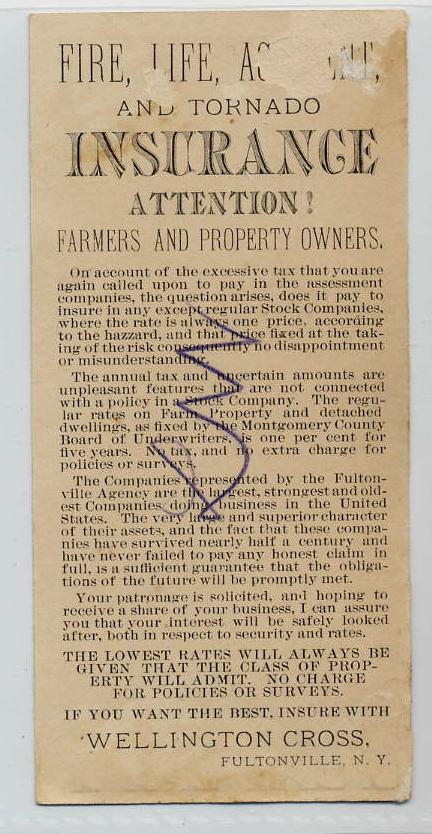 FIRE, LIFE,
AND TORNADO
INSURANCE
ATTENTION!
FARMERS AND PROPERTY OWNERS.
On account of the excessive tax that you are
again called upon to pay in the assessment
companies, the question arises, does it pay to
insure in any except regular Stock Companies,
where the rate is always one price, according
to the hazzard, and that price fixed at the tak-
ing of the risk consequently no disappointment
or misunderstanding.
The annual tax and uncertain amounts are
unpleasant features that are not connected
with a policy in a Stock Company. The regu-
lar rates on Farm Property and detached
dwellings, as fixed by the Montgomery County
Board of Underwriters, is one per cent for
five years. No tax, and no extra charge for
policies or surveys.
The Companies represented by the Fulton-
ville Agency are the largest, strongest and old-
est Companies doing business in the United
States. The very large and superior character
of their assets, and the fact that these compa-
nies have survived nearly half a century and
have never failed to pay any honest claim in
full, is a sufficient guarantee that the obliga-
tions of the future will be promptly met.
Your patronage is solicited, and hoping to
receive a share of your business, I can assure
you that your interest will be safely looked
after, both in respect to security and rates.
THE LOWEST RATES WILL ALWAYS BE
GIVEN THAT THE CLASS OF PROP-
ERTY WILL ADMIT. NO CHARGE
FOR POLICIES OR SURVEYS.
IF YOU WANT THE BEST, INSURE WITH
WELLINGTON CROSS,
FULTONVILLE, N. Y.